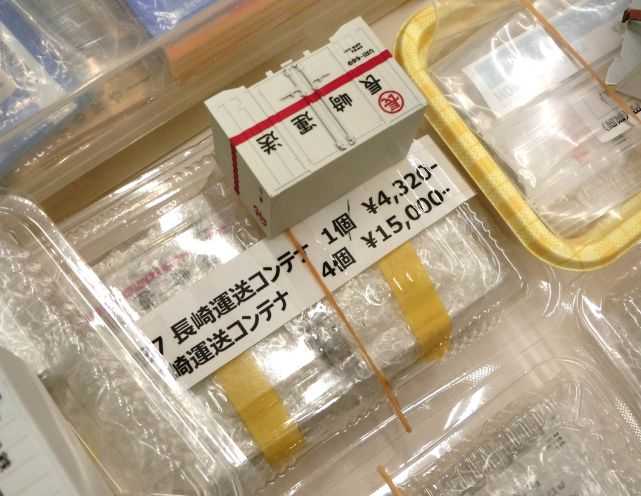 長崎運送
長
7 長崎運送コンテナ 1個 ¥4,320-
崎運送コンテナ 4個 ¥15,000-